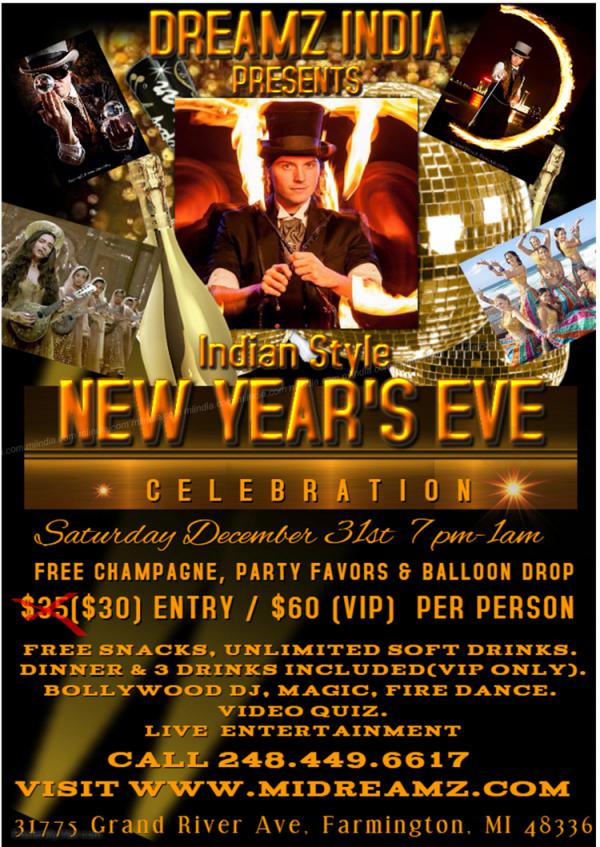 DREAMZ INDIA
PRESENTS
Indian Style
NEW YEAR'S EVE
CELEBRATION
Saturday December 31st 7pm-1am
FREE CHAMPAGNE, PARTY FAVORS & BALLOON DROP
$35($30) ENTRY / $60 (VIP) PER PERSON
FREE SNACKS, UNLIMITED SOFT DRINKS.
DINNER & 3 DRINKS INCLUDED(VIP ONLY).
BOLLYWOOD DJ, MAGIC, FIRE DANCE.
VIDEO QUIZ.
LIVE ENTERTAINMENT
CALL 248.449.6617
VISIT WWW.MIDREAMZ.COM
31775 Grand River Ave, Farmington, MI 48336